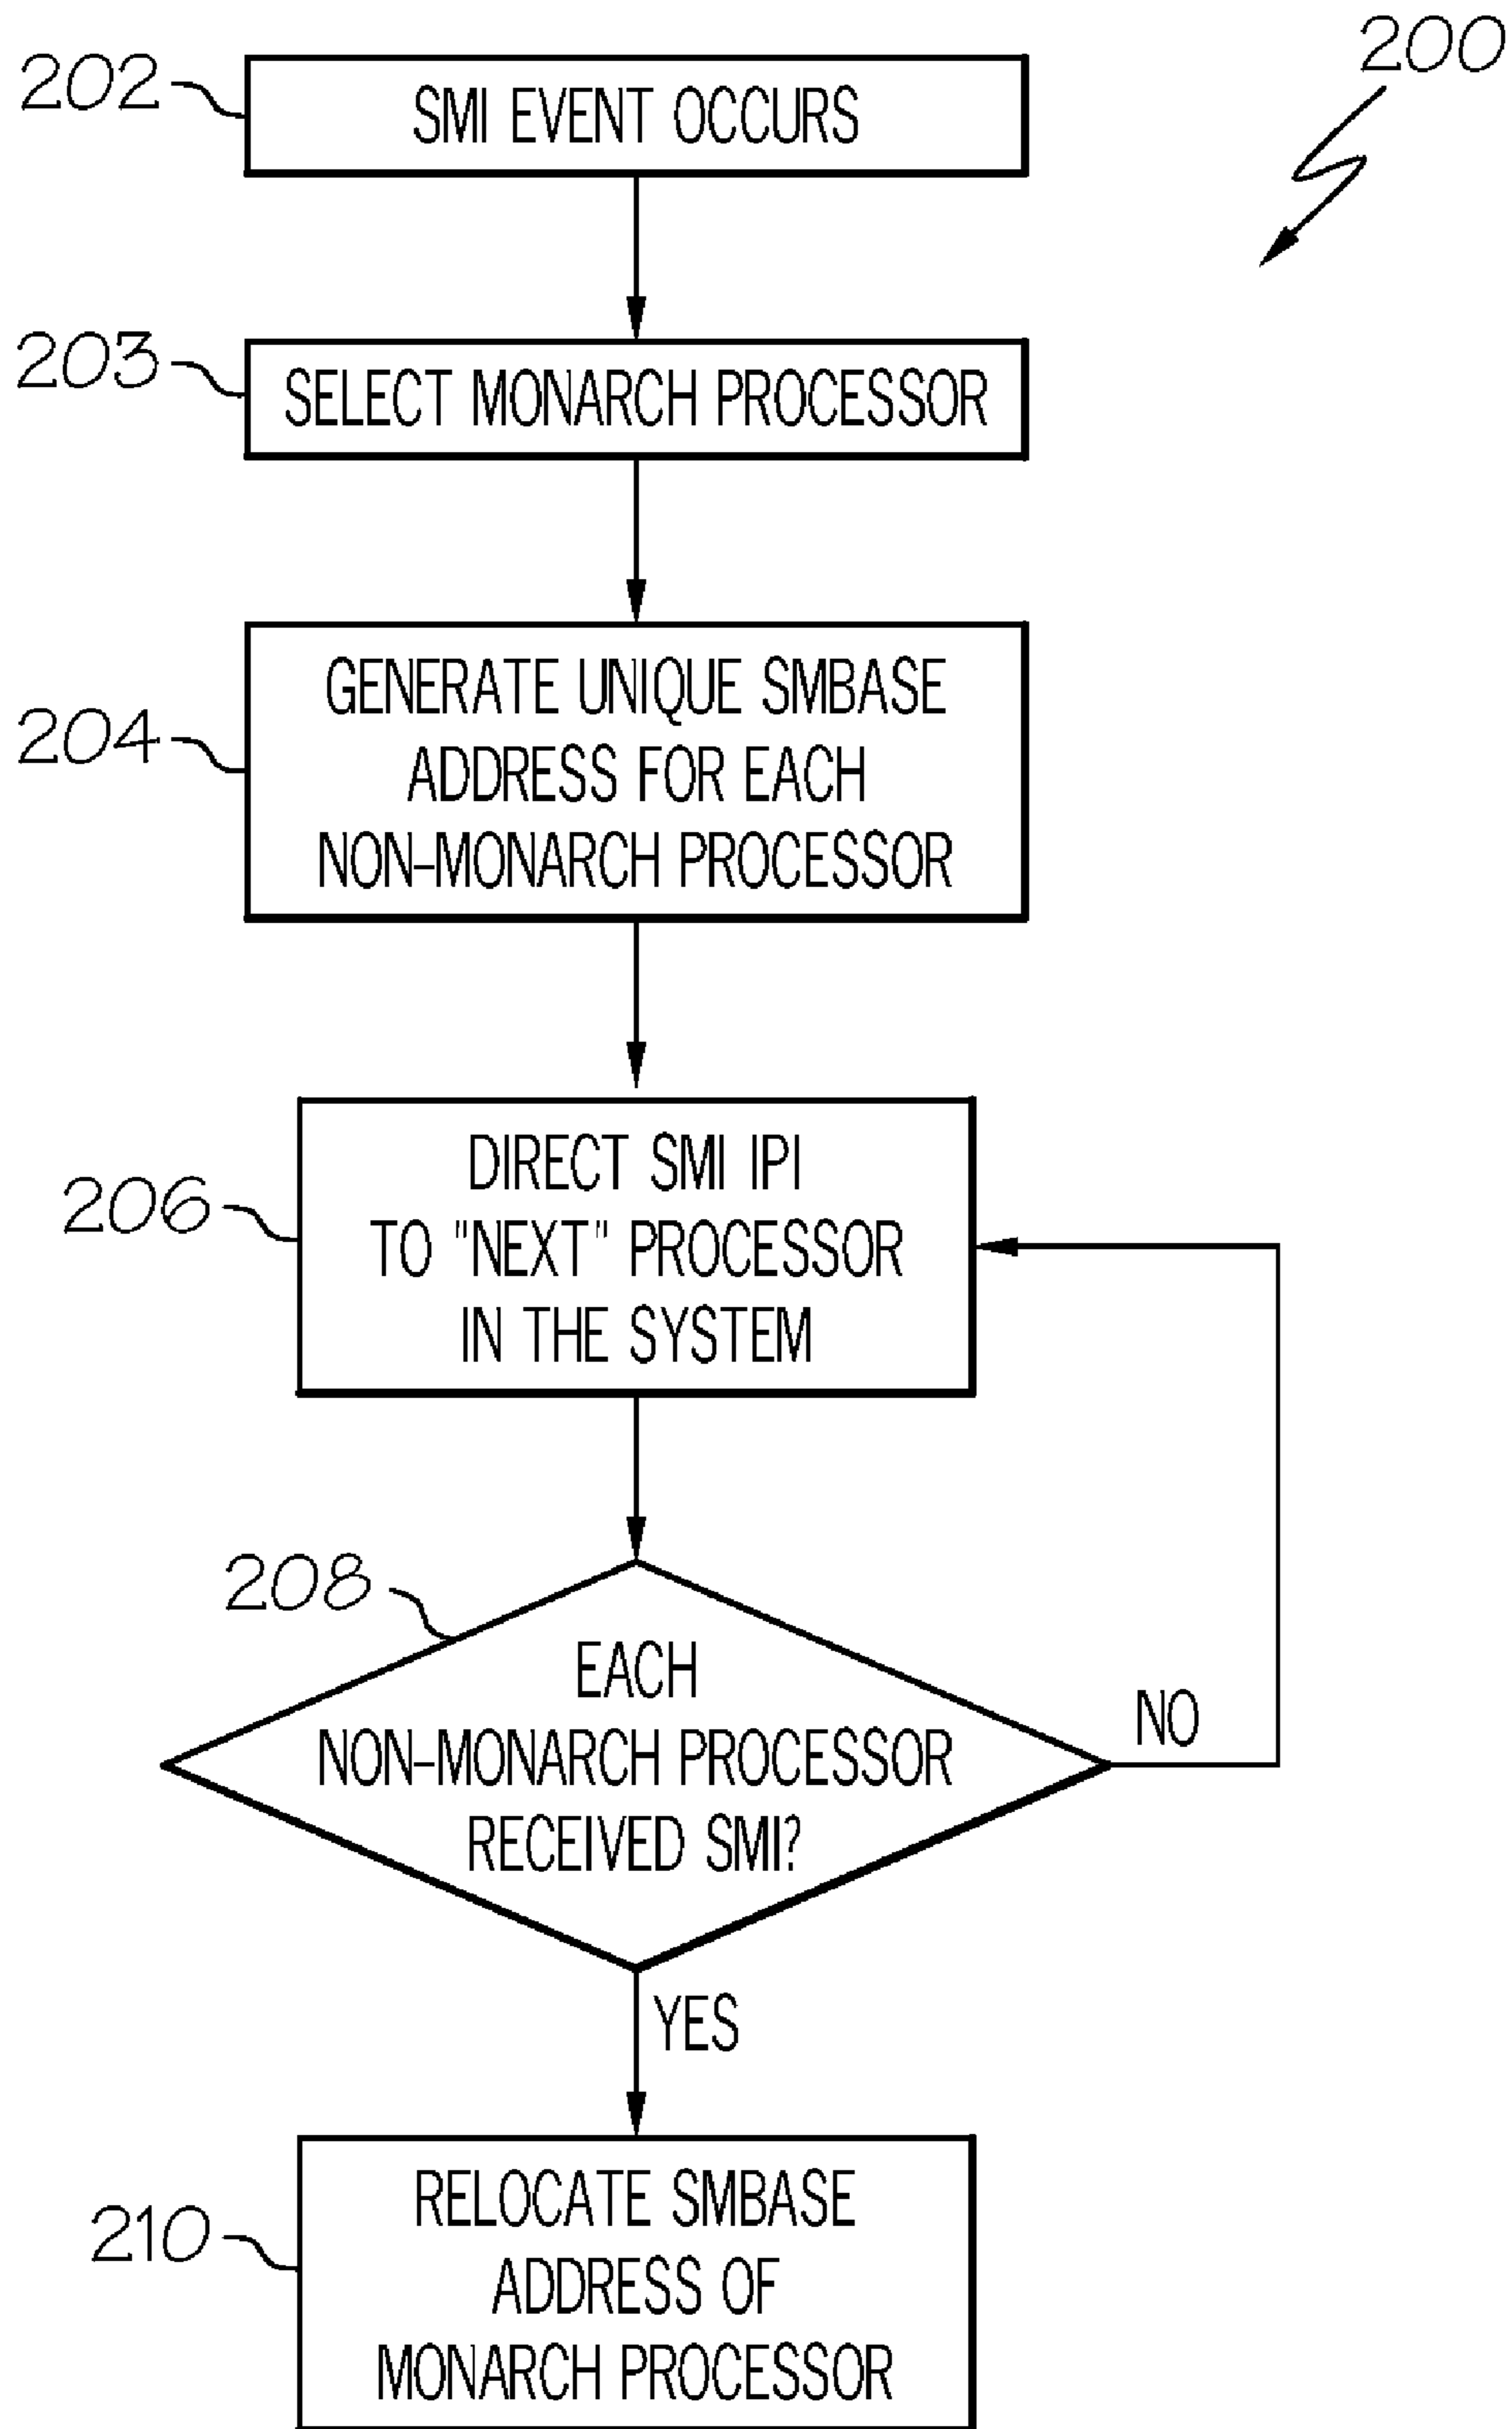 200
202
SMI EVENT OCCURS
203
SELECT MONARCH PROCESSOR
204
GENERATE UNIQUE SMBASE
ADDRESS FOR EACH
NON-MONARCH PROCESSOR
206
DIRECT SMI IPI
TO "NEXT" PROCESSOR
IN THE SYSTEM
208
EACH
NON-MONARCH PROCESSOR
RECEIVED SMI?
NO
YES
210
RELOCATE SMBASE
ADDRESS OF
MONARCH PROCESSOR